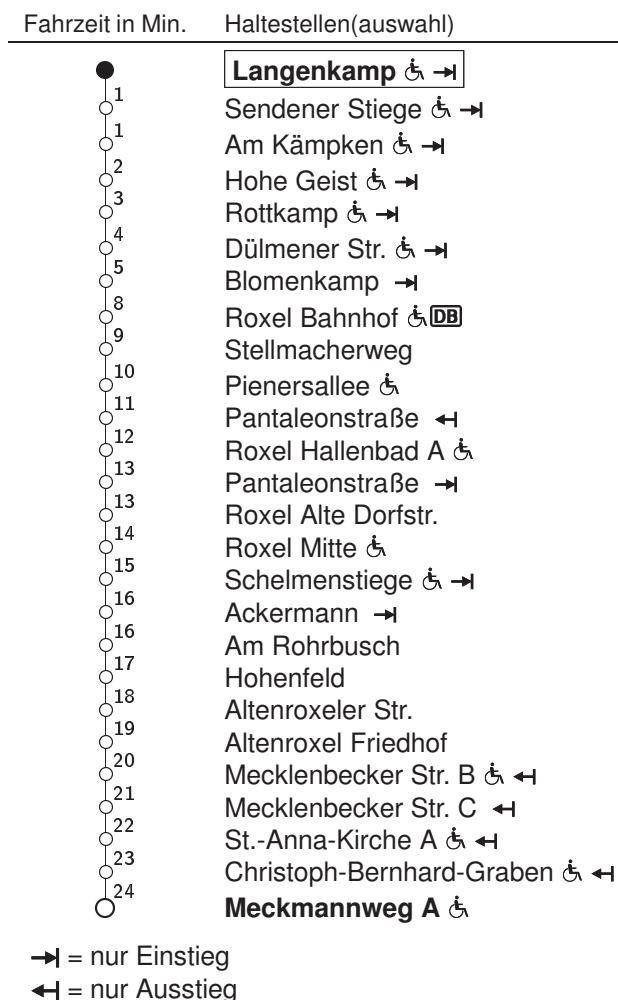 Fahrzeit in Min. Haltestellen(auswahl)
Langenkamp
1 Sendener Stiege
1 Am Kämpken
2 Hohe Geist
3 Rottkamp
4 Dülmener Str.
5 Blomenkamp
8 Roxel Bahnhof DB
9 Stellmacherweg
10 Pienersallee
11 Pantaleonstraße
12 Roxel Hallenbad A
13 Pantaleonstraße
13 Roxel Alte Dorfstr.
14 Roxel Mitte
15 Schelmenstiege
16 Ackermann
16 Am Rohrbusch
17 Hohenfeld
18 Altenroxeler Str.
19 Altenroxel Friedhof
20 Mecklenbecker Str. B
21 Mecklenbecker Str. C
22 St.-Anna-Kirche A
23 Christoph-Bernhard-Graben
24 Meckmannweg A
= nur Einstieg
= nur Ausstieg